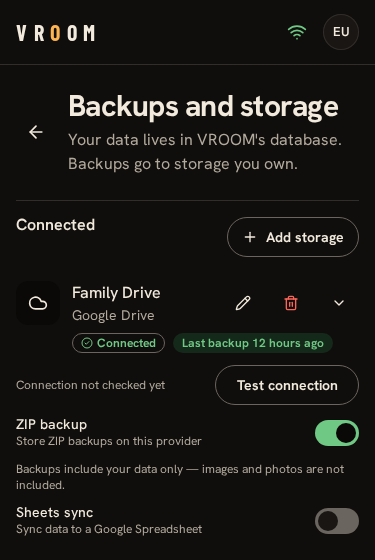 VROOM
EU
Backups and storage
Your data lives in VROOM's database.
Backups go to storage you own.
Connected
Add storage
Family Drive
Google Drive
Connected
Last backup 12 hours ago
Connection not checked yet
Test connection
ZIP backup
Store ZIP backups on this provider
Backups include your data only — images and photos are not
included.
Sheets sync
Sync data to a Google Spreadsheet